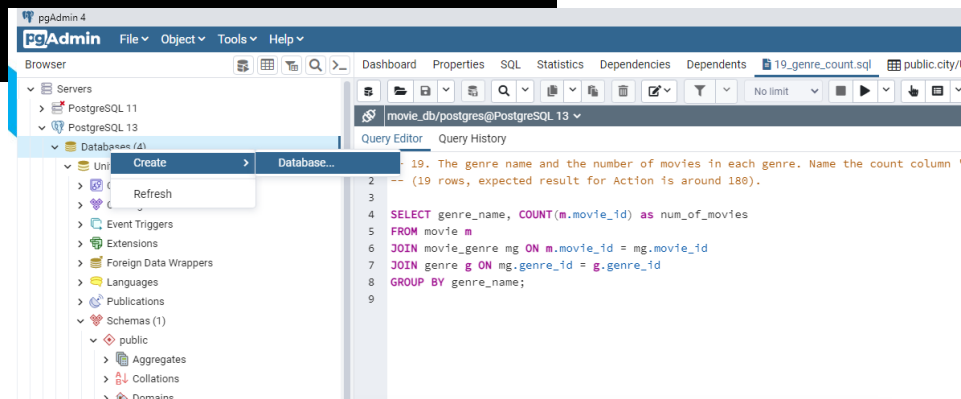 pgAdmin 4
pgAdmin File Object Tools Help
Browser
Dashboard Properties SQL Statistics Dependencies Dependents 19_genre_count.sql public.city/
No limit
movie_db/postgres@PostgreSQL 13
Query Editor Query History
Servers
PostgreSQL 11
PostgreSQL 13
Databases (4)
Create
Database...
Refresh
Event Triggers
Extensions
Foreign Data Wrappers
Languages
Publications
Schemas (1)
public
Aggregates
Collations
Domains
- 19. The genre name and the number of movies in each genre. Name the count column '
2 -- (19 rows, expected result for Action is around 180).
3
4 SELECT genre_name, COUNT(m.movie_id) as num_of_movies
5 FROM movie m
6 JOIN movie_genre mg ON m.movie_id = mg.movie_id
7 JOIN genre g ON mg.genre_id = g.genre_id
8 GROUP BY genre_name;
9